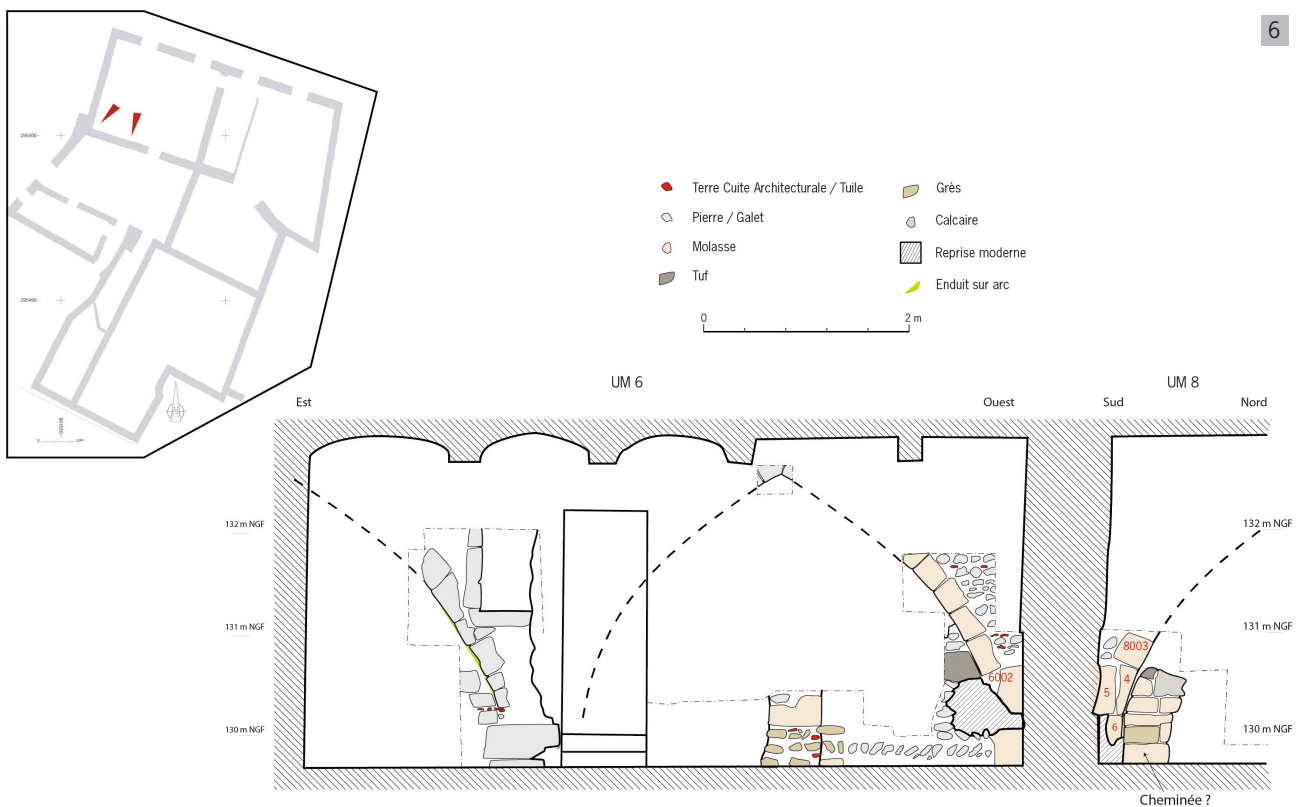 6
295500
295490
N
Terre Cuite Architecturale / Tuile
Pierre / Galet
Molasse
Tuf
Grès
Calcaire
Reprise moderne
Enduit sur arc
0 2 m
UM 6
UM 8
Est
Ouest
Sud
Nord
132 m NGF
132 m NGF
131 m NGF
131 m NGF
130 m NGF
130 m NGF
6002
8003
5
4
6
Cheminée ?